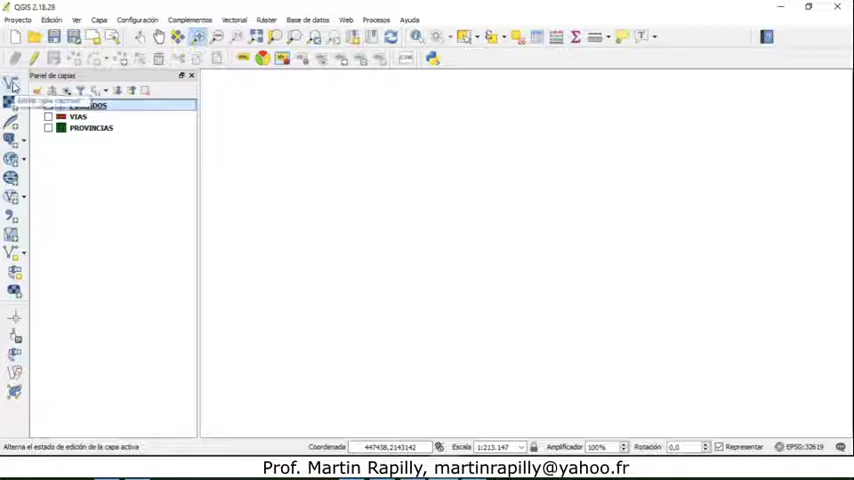 QGIS 2.18.28
Proyecto Edición Ver Capa Configuración Complementos Vectorial Ráster Base de datos Web Procesos Ayuda
Panel de capas
VIAS
PROVINCIAS
Alterna el estado de edición de la capa activa Coordenada 447438,2143142 Escala 1:213.147 Amplificador 100% Rotación 0,0 Representar EPSG:32619
Prof. Martin Rapilly, martinrapilly@yahoo.fr